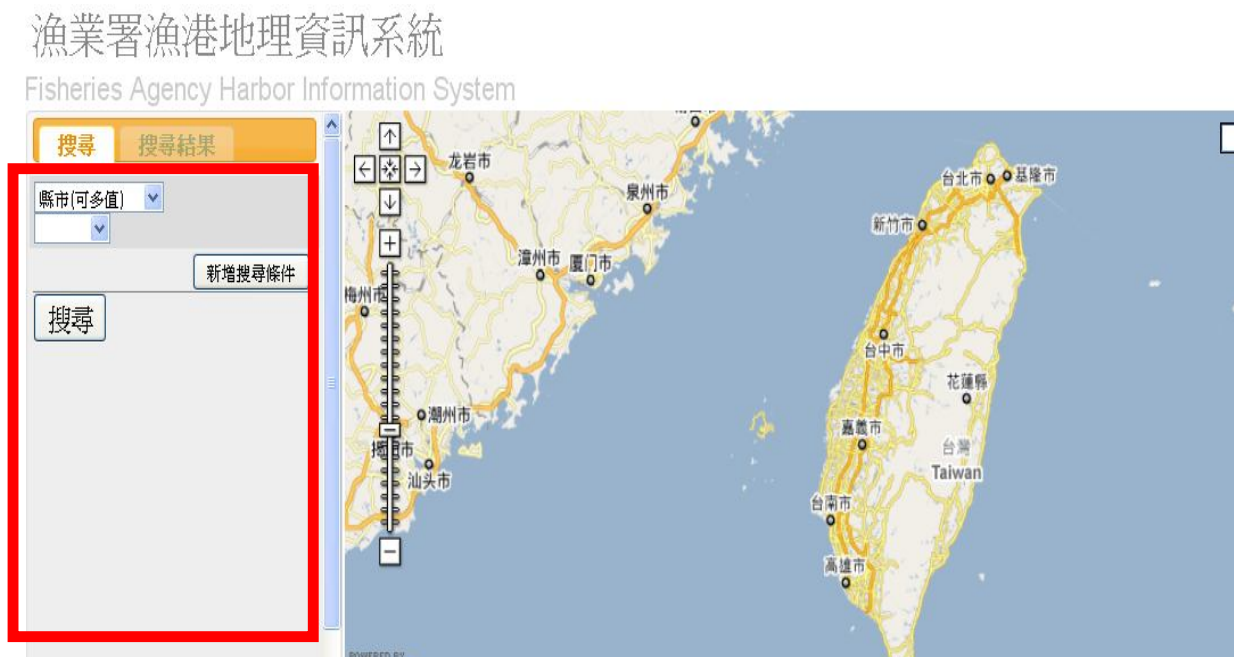 漁業署漁港地理資訊系統
Fisheries Agency Harbor Information System
搜尋 搜尋結果
縣市(可多值)
新增搜尋條件
搜尋
龙岩市
泉州市
漳州市
厦门市
梅州市
潮州市
汕头市
台北市
基隆市
新竹市
台中市
花蓮縣
嘉義市
台灣
Taiwan
台南市
高雄市
POWERED BY